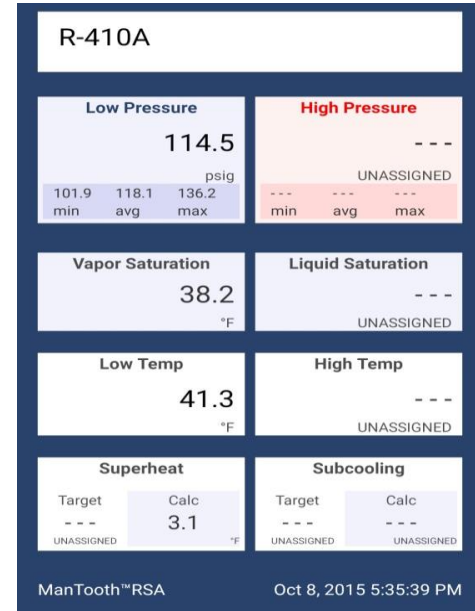 R-410A
Low Pressure
114.5
psig
101.9 118.1 136.2
min avg max
High Pressure
- - -
UNASSIGNED
- - - - - - - - -
min avg max
Vapor Saturation
38.2
°F
Liquid Saturation
- - -
UNASSIGNED
Low Temp
41.3
°F
High Temp
- - -
UNASSIGNED
Superheat
Target Calc
- - - 3.1
UNASSIGNED °F
Subcooling
Target Calc
- - - - - -
UNASSIGNED UNASSIGNED
ManTooth™RSA Oct 8, 2015 5:35:39 PM